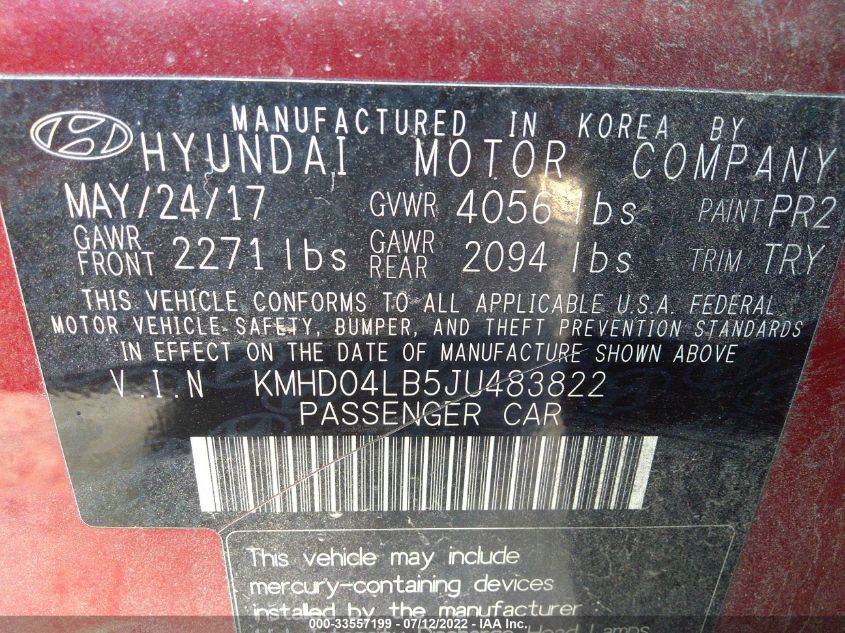 MANUFACTURED IN KOREA BY
HYUNDAI MOTOR COMPANY
MAY/24/17 GVWR 4056 lbs PAINT PR2
GAWR FRONT 2271 lbs GAWR REAR 2094 lbs TRIM TRY
THIS VEHICLE CONFORMS TO ALL APPLICABLE U.S.A. FEDERAL
MOTOR VEHICLE SAFETY, BUMPER, AND THEFT PREVENTION STANDARDS
IN EFFECT ON THE DATE OF MANUFACTURE SHOWN ABOVE
V.I.N KMHD04LB5JU483822
PASSENGER CAR
This vehicle may include
mercury-containing devices
installed by the manufacturer
Head Lamps
000-33557199 - 07/12/2022 - IAA Inc.